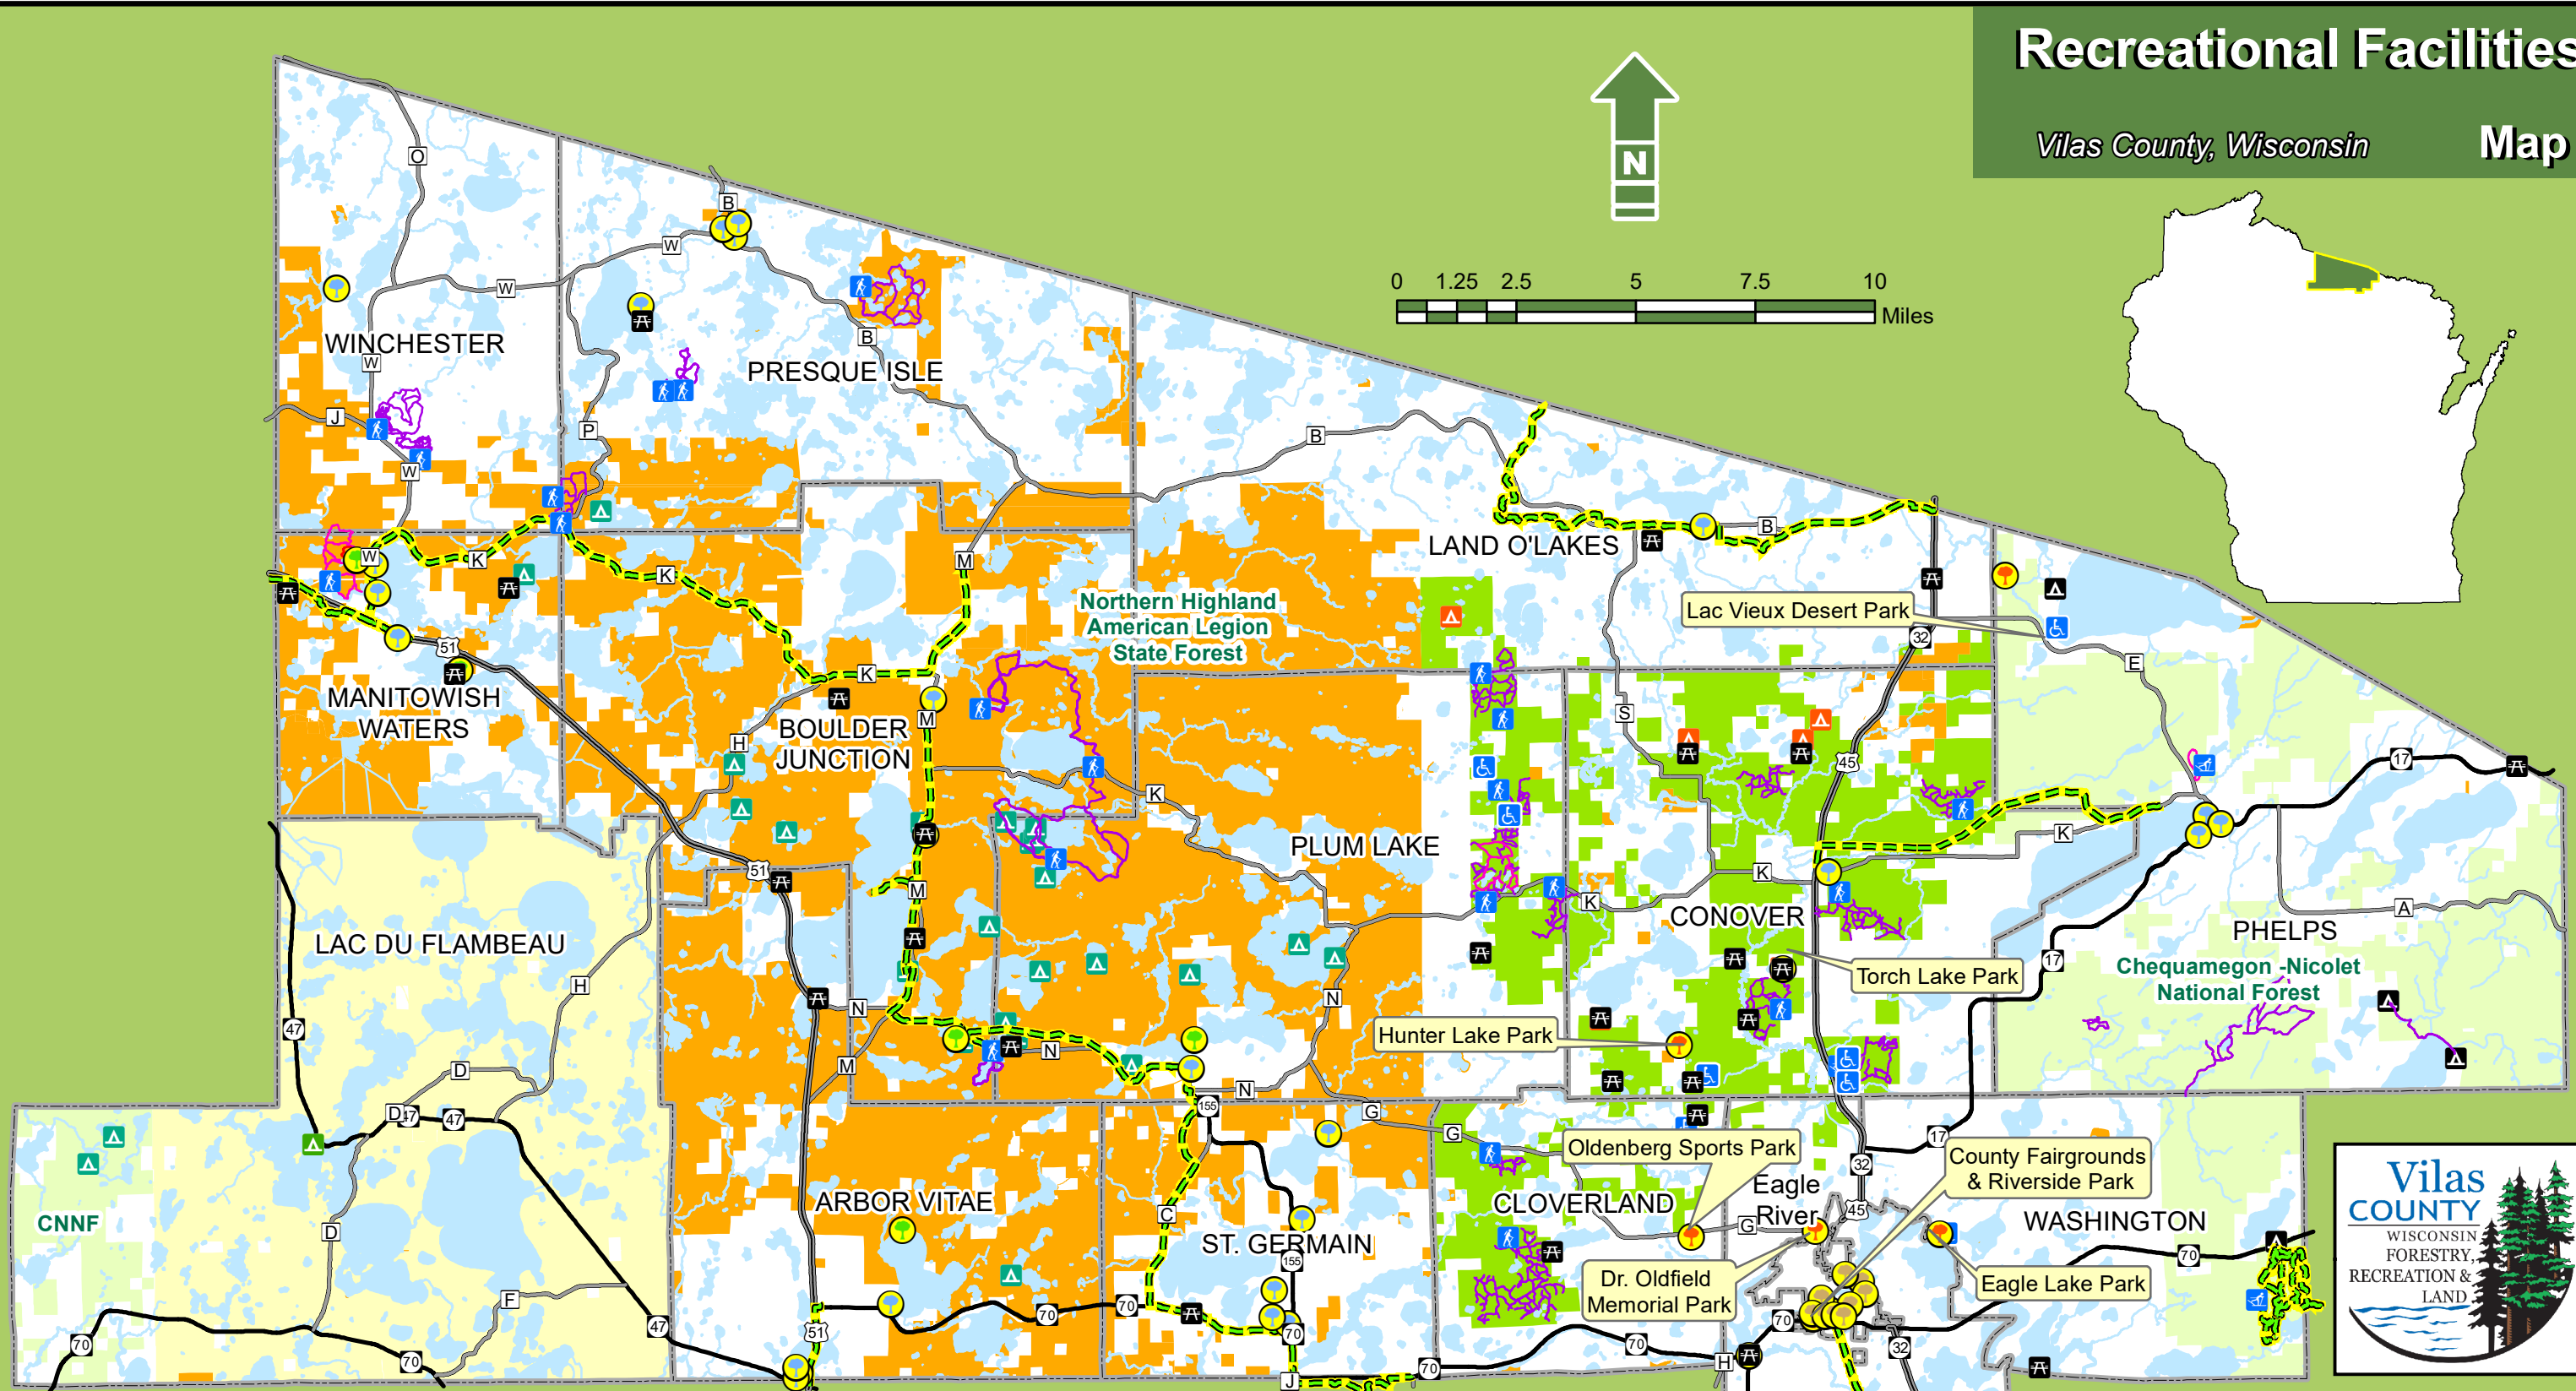 Recreational Facilities
Vilas County, Wisconsin
Map
N
0 1.25 2.5 5 7.5 10
Miles
O
B
W
W
WINCHESTER
W
B
PRESQUE ISLE
J
P
B
W
B
LAND O'LAKES
M
W
K
K
Northern Highland
American Legion
State Forest
Lac Vieux Desert Park
32
51
E
K
MANITOWISH
WATERS
M
BOULDER
JUNCTION
S
H
45
17
K
PLUM LAKE
K
51
K
M
K
CONOVER
A
PHELPS
LAC DU FLAMBEAU
17
Chequamegon -Nicolet
National Forest
Torch Lake Park
H
N
N
47
Hunter Lake Park
N
M
D
N
155
D
47
47
G
G
17
Oldenberg Sports Park
County Fairgrounds
& Riverside Park
32
Eagle
River
ARBOR VITAE
CLOVERLAND
CNNF
C
G
45
WASHINGTON
D
ST. GERMAIN
155
70
Dr. Oldfield
Memorial Park
Eagle Lake Park
F
70
70
70
47
51
70
70
70
32
70
70
H
J
Vilas
COUNTY
WISCONSIN
FORESTRY,
RECREATION &
LAND